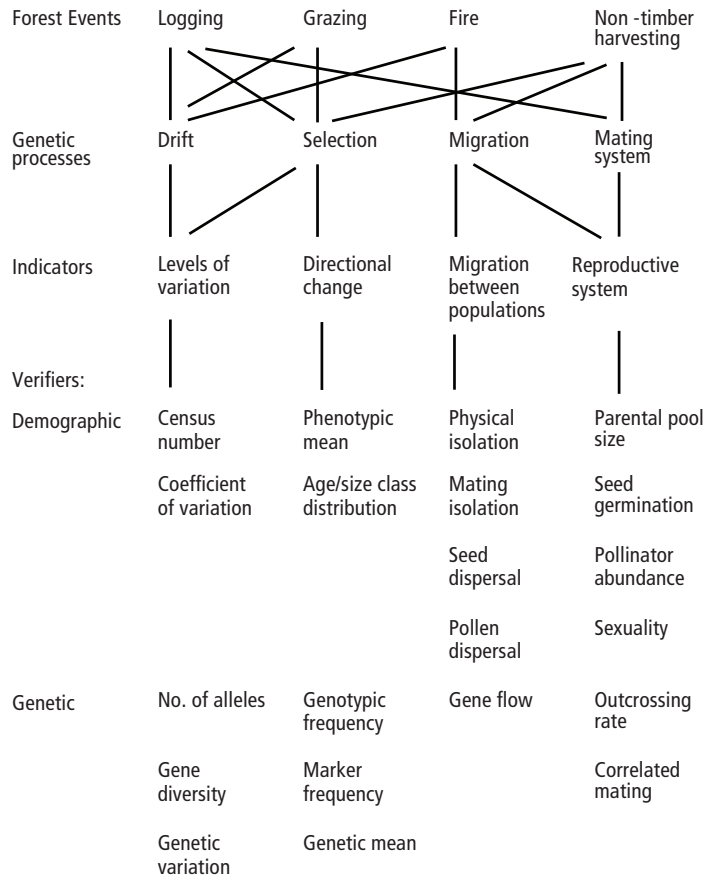 Forest Events Logging Grazing Fire Non -timber
harvesting
Genetic Drift Selection Migration Mating
processes system
Indicators Levels of Directional Migration Reproductive
variation change between system
populations
Verifiers:
Demographic Census Phenotypic Physical Parental pool
number mean isolation size
Coefficient Age/size class Mating Seed
of variation distribution isolation germination
Seed Pollinator
dispersal abundance
Pollen Sexuality
dispersal
Genetic No. of alleles Genotypic Gene flow Outcrossing
frequency rate
Gene Marker Correlated
diversity frequency mating
Genetic Genetic mean
variation